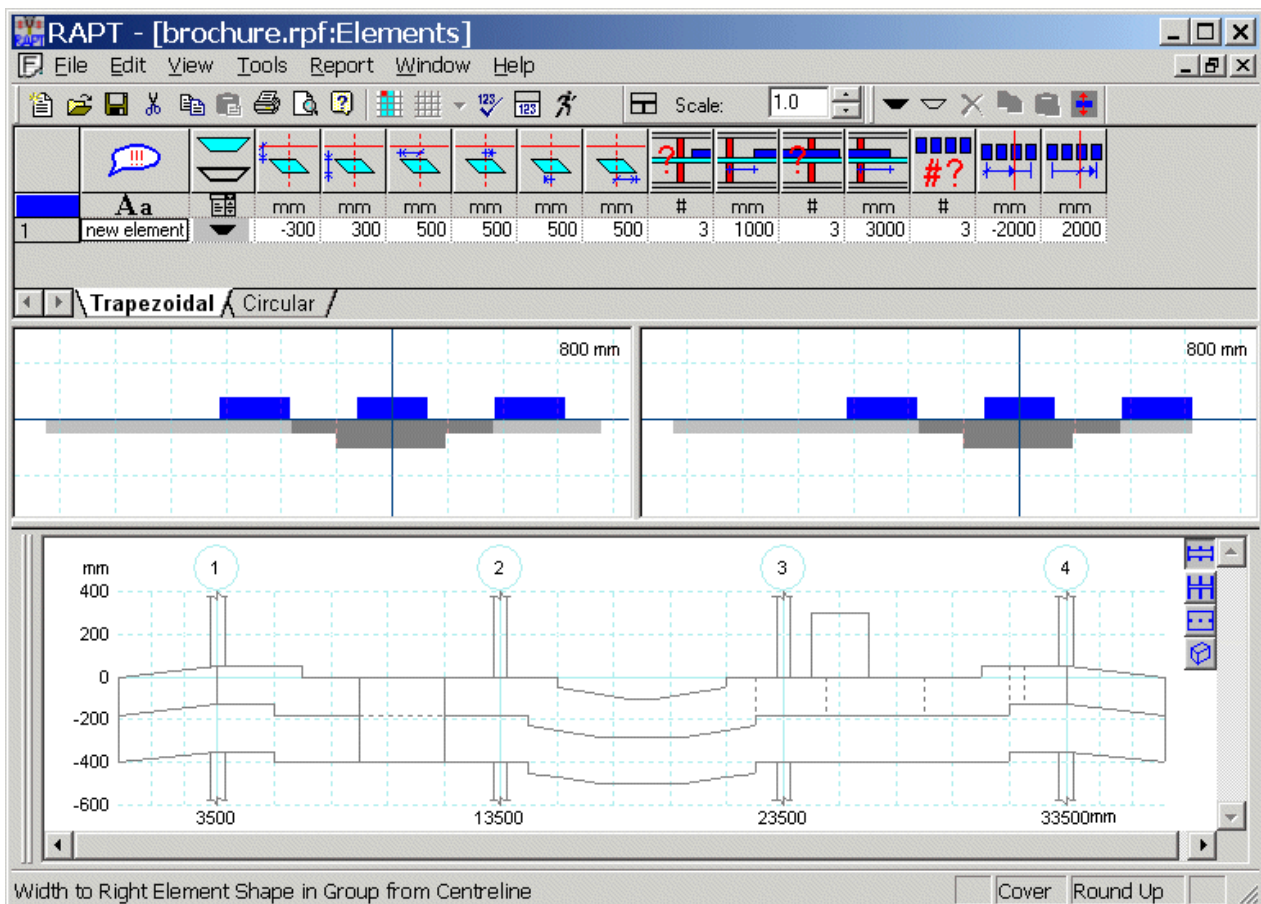 RAPT - [brochure.rpf:Elements]
File Edit View Tools Report Window Help
123 123 Scale: 1.0
!!! ? ? #?
Aa mm mm mm mm mm mm # mm # mm # mm mm
1 new element -300 300 500 500 500 500 3 1000 3 3000 3 -2000 2000
Trapezoidal Circular
800 mm 800 mm
mm 1 2 3 4
400
200
0
-200
-400
-600
3500 13500 23500 33500mm
Width to Right Element Shape in Group from Centreline Cover Round Up